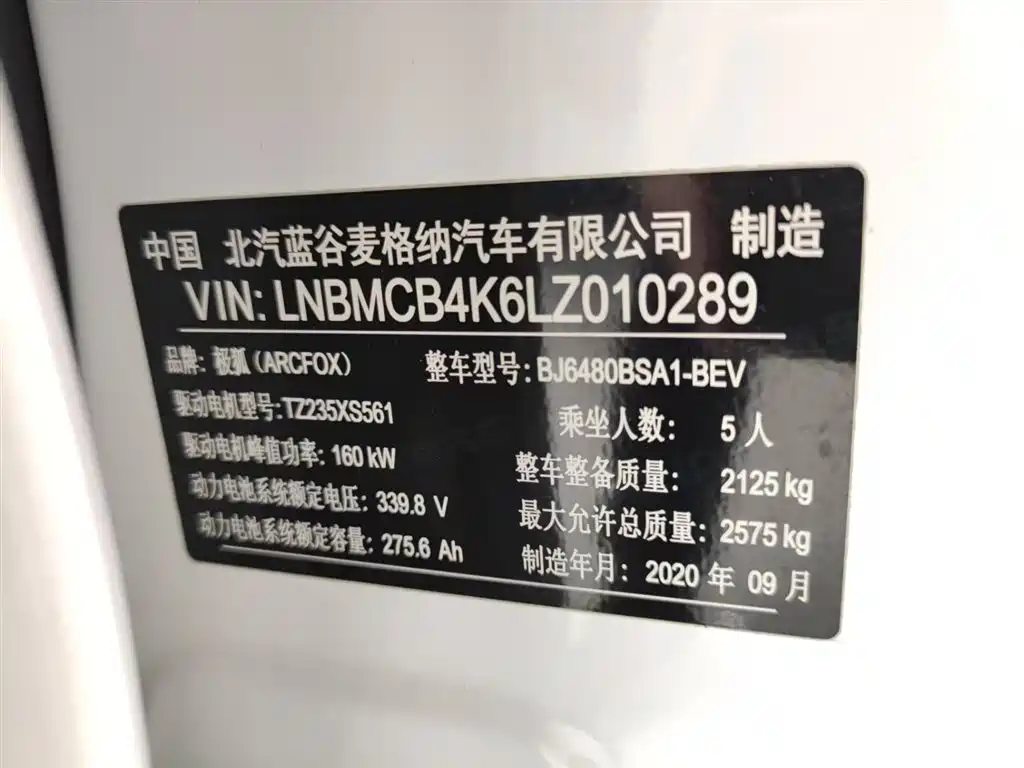 中国 北汽蓝谷麦格纳汽车有限公司 制造
VIN: LNBMCB4K6LZ010289
品牌: 极狐（ARCFOX） 整车型号: BJ6480BSA1-BEV
驱动电机型号:TZ235XS561 乘坐人数: 5 人
驱动电机峰值功率: 160 kW 整车整备质量: 2125 kg
动力电池系统额定电压: 339.8 V 最大允许总质量: 2575 kg
动力电池系统额定容量: 275.6 Ah 制造年月: 2020 年 09 月